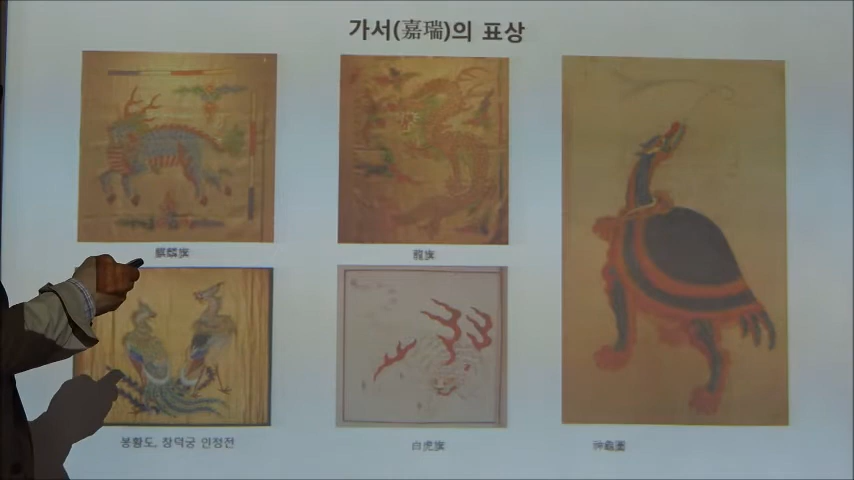 가서(嘉瑞)의 표상
麒麟旗
龍旗
봉황도, 창덕궁 인정전
白虎旗
神龜圖